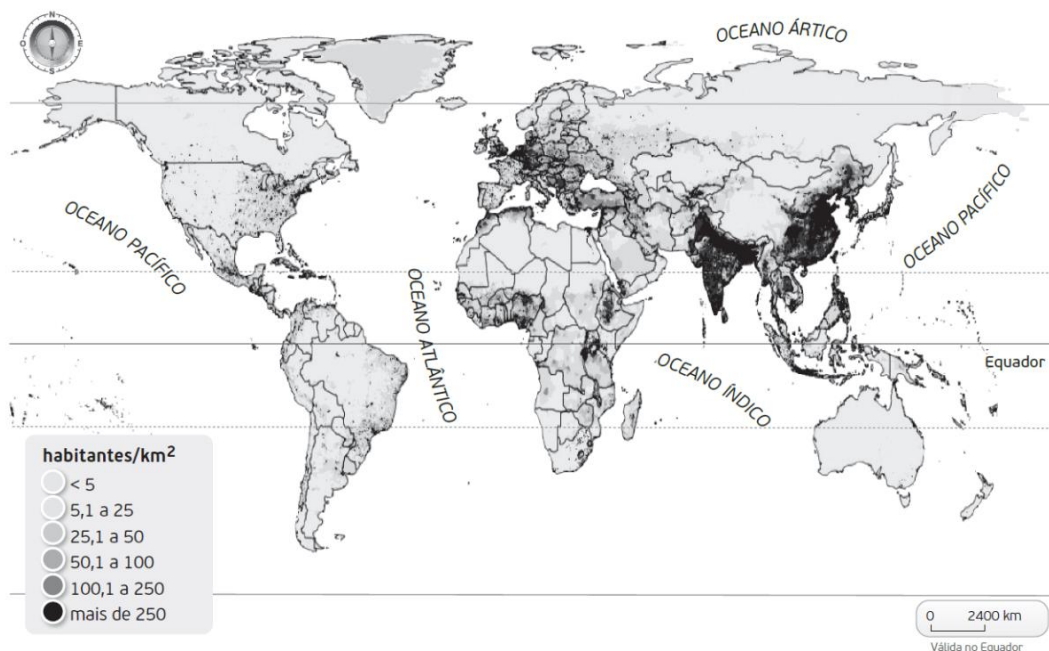 N
O
E
S
OCEANO ÁRTICO
OCEANO PACÍFICO
OCEANO ATLÂNTICO
OCEANO ÍNDICO
OCEANO PACÍFICO
Equador
habitantes/km²
< 5
5,1 a 25
25,1 a 50
50,1 a 100
100,1 a 250
mais de 250
0 2400 km
Válida no Equador